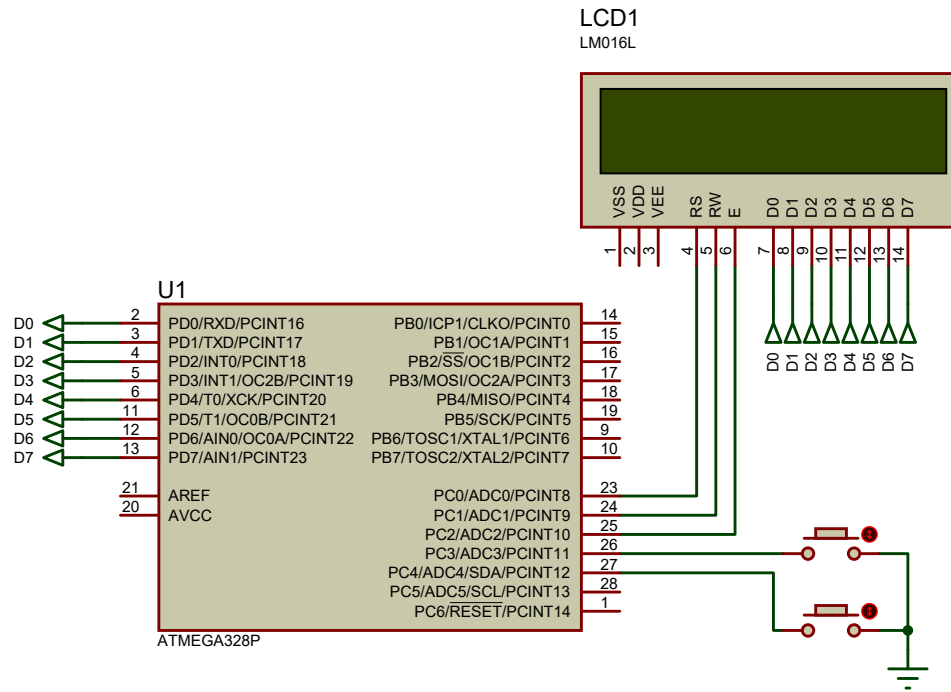 LCD1
LM016L
VSS
VDD
VEE
RS
RW
E
D0
D1
D2
D3
D4
D5
D6
D7
1
2
3
4
5
6
7
8
9
10
11
12
13
14
D0
D1
D2
D3
D4
D5
D6
D7
U1
D0 2 PD0/RXD/PCINT16 PB0/ICP1/CLKO/PCINT0 14
D1 3 PD1/TXD/PCINT17 PB1/OC1A/PCINT1 15
D2 4 PD2/INT0/PCINT18 PB2/SS/OC1B/PCINT2 16
D3 5 PD3/INT1/OC2B/PCINT19 PB3/MOSI/OC2A/PCINT3 17
D4 6 PD4/T0/XCK/PCINT20 PB4/MISO/PCINT4 18
D5 11 PD5/T1/OC0B/PCINT21 PB5/SCK/PCINT5 19
D6 12 PD6/AIN0/OC0A/PCINT22 PB6/TOSC1/XTAL1/PCINT6 9
D7 13 PD7/AIN1/PCINT23 PB7/TOSC2/XTAL2/PCINT7 10
21 AREF PC0/ADC0/PCINT8 23
20 AVCC PC1/ADC1/PCINT9 24
PC2/ADC2/PCINT10 25
PC3/ADC3/PCINT11 26
PC4/ADC4/SDA/PCINT12 27
PC5/ADC5/SCL/PCINT13 28
PC6/RESET/PCINT14 1
ATMEGA328P